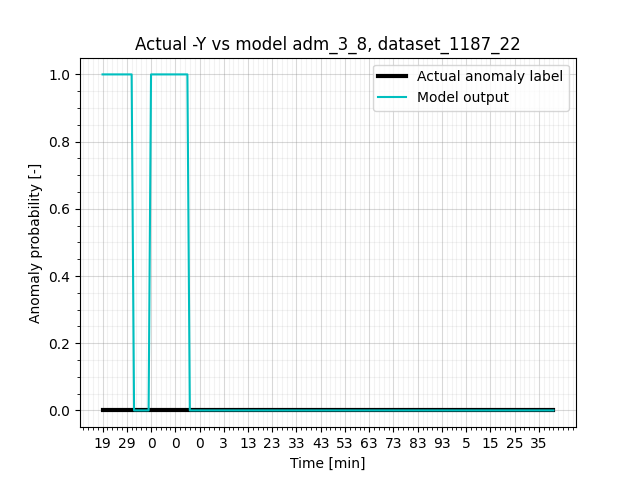 Actual -Y vs model adm_3_8, dataset_1187_22
Actual anomaly label
Model output
Anomaly probability [-]
1.0
0.8
0.6
0.4
0.2
0.0
19 29 0 0 0 3 13 23 33 43 53 63 73 83 93 5 15 25 35
Time [min]